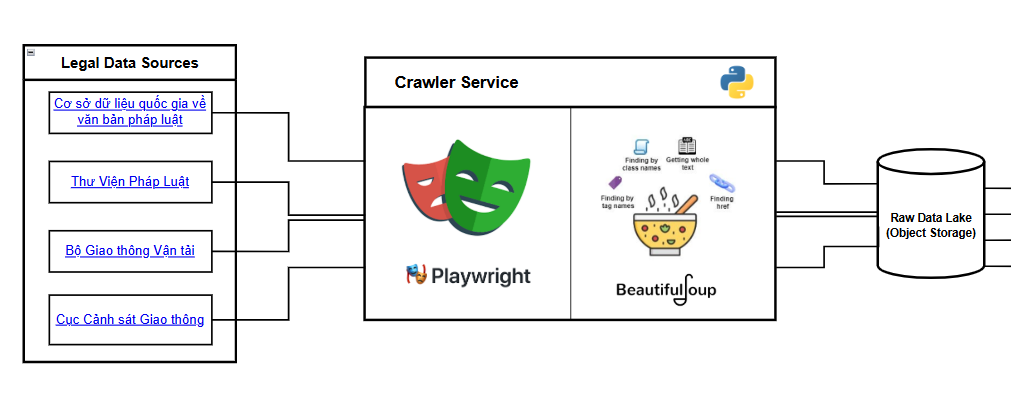 Legal Data Sources
Cơ sở dữ liệu quốc gia về
văn bản pháp luật
Thư Viện Pháp Luật
Bộ Giao thông Vận tải
Cục Cảnh sát Giao thông
Crawler Service
Playwright
Finding by
class names
ABC
Getting whole
text
Finding by
tag names
Finding
href
BeautifulSoup
Raw Data Lake
(Object Storage)